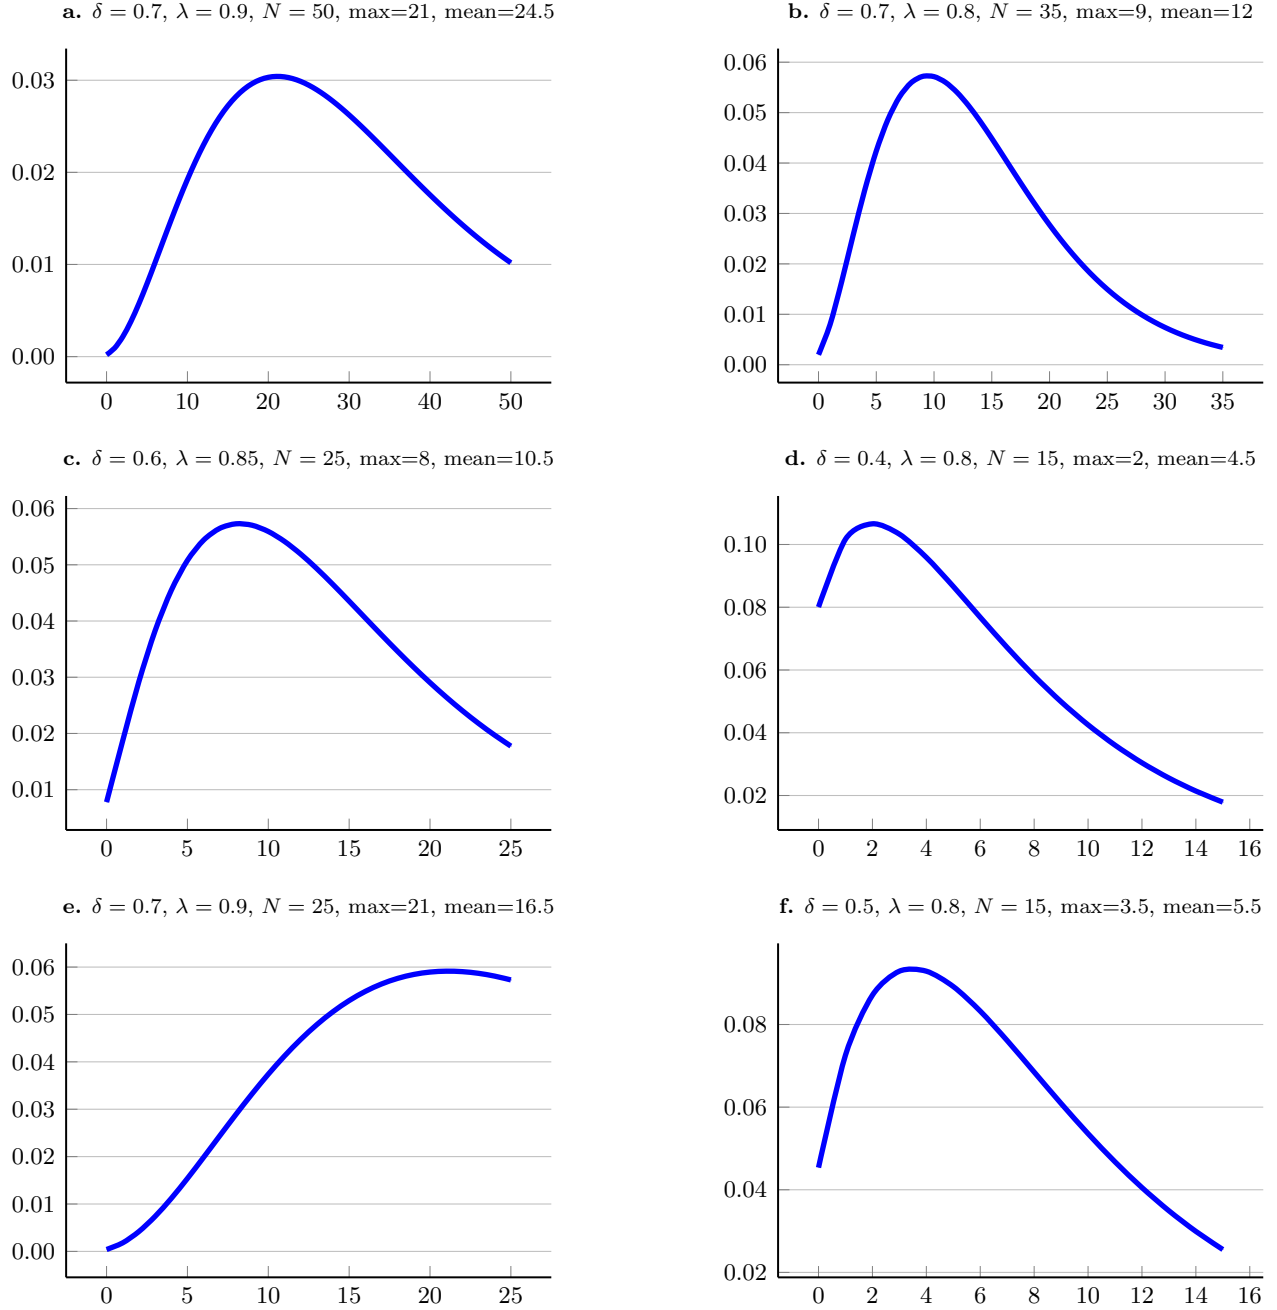 a. δ = 0.7, λ = 0.9, N = 50, max=21, mean=24.5
0.03
0.02
0.01
0.00
0 10 20 30 40 50
b. δ = 0.7, λ = 0.8, N = 35, max=9, mean=12
0.06
0.05
0.04
0.03
0.02
0.01
0.00
0 5 10 15 20 25 30 35
c. δ = 0.6, λ = 0.85, N = 25, max=8, mean=10.5
0.06
0.05
0.04
0.03
0.02
0.01
0 5 10 15 20 25
d. δ = 0.4, λ = 0.8, N = 15, max=2, mean=4.5
0.10
0.08
0.06
0.04
0.02
0 2 4 6 8 10 12 14 16
e. δ = 0.7, λ = 0.9, N = 25, max=21, mean=16.5
0.06
0.05
0.04
0.03
0.02
0.01
0.00
0 5 10 15 20 25
f. δ = 0.5, λ = 0.8, N = 15, max=3.5, mean=5.5
0.08
0.06
0.04
0.02
0 2 4 6 8 10 12 14 16